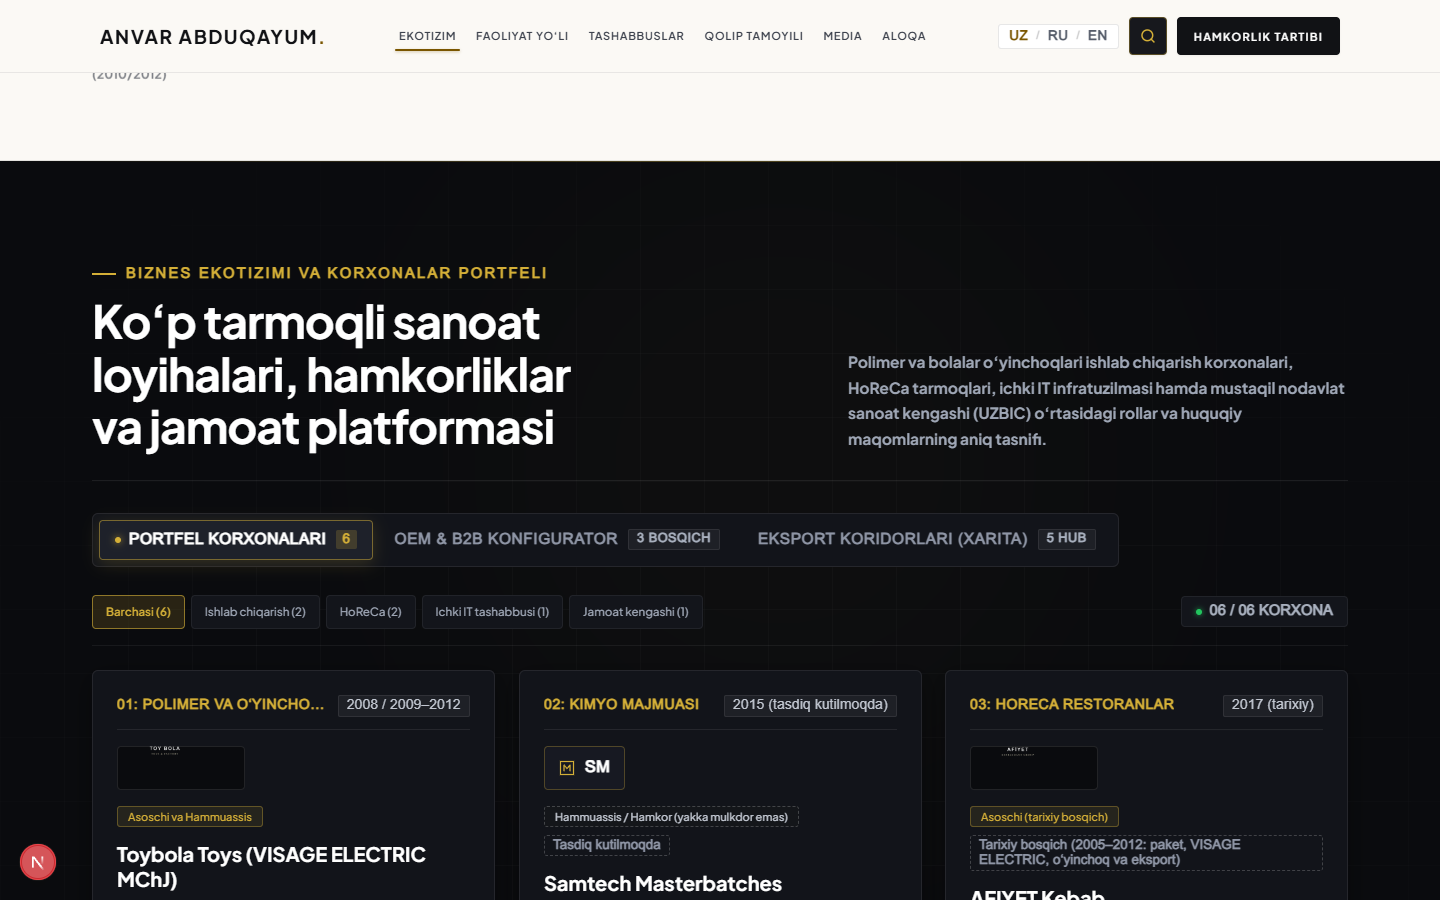 ANVAR ABDUQAYUM.
EKOTIZIM
FAOLIYAT YO‘LI
TASHABBUSLAR
QOLIP TAMOYILI
MEDIA
ALOQA
UZ / RU / EN
HAMKORLIK TARTIBI
(2010/2012)
BIZNES EKOTIZIMI VA KORXONALAR PORTFELI
Ko‘p tarmoqli sanoat
loyihalari, hamkorliklar
va jamoat platformasi
Polimer va bolalar o‘yinchoqlari ishlab chiqarish korxonalari,
HoReCa tarmoqlari, ichki IT infratuzilmasi hamda mustaqil nodavlat
sanoat kengashi (UZBIC) o‘rtasidagi rollar va huquqiy
maqomlarning aniq tasnifi.
PORTFEL KORXONALARI 6
OEM & B2B KONFIGURATOR 3 BOSQICH
EKSPORT KORIDORLARI (XARITA) 5 HUB
Barchasi (6)
Ishlab chiqarish (2)
HoReCa (2)
Ichki IT tashabbusi (1)
Jamoat kengashi (1)
06 / 06 KORXONA
01: POLIMER VA O'YINCHO...
2008 / 2009–2012
TOY BOLA
Asoschi va Hammuassis
Toybola Toys (VISAGE ELECTRIC
MChJ)
02: KIMYO MAJMUASI
2015 (tasdiq kutilmoqda)
SM
Hammuassis / Hamkor (yakka mulkdor emas)
Tasdiq kutilmoqda
Samtech Masterbatches
03: HORECA RESTORANLAR
2017 (tarixiy)
AFIYET
Asoschi (tarixiy bosqich)
Tarixiy bosqich (2005–2012: paket, VISAGE
ELECTRIC, o'yinchoq va eksport)
AFIYET Kebab
N